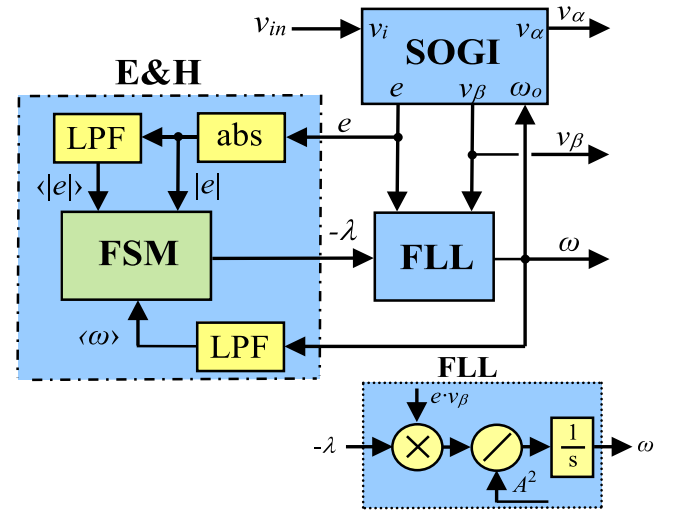 v_in v_i SOGI v_α v_α
e v_β ω_o
E&H
LPF abs e v_β
‹|e|› |e|
FSM -λ FLL ω
‹ω› LPF
FLL
e·v_β
-λ × / 1/s ω
A²